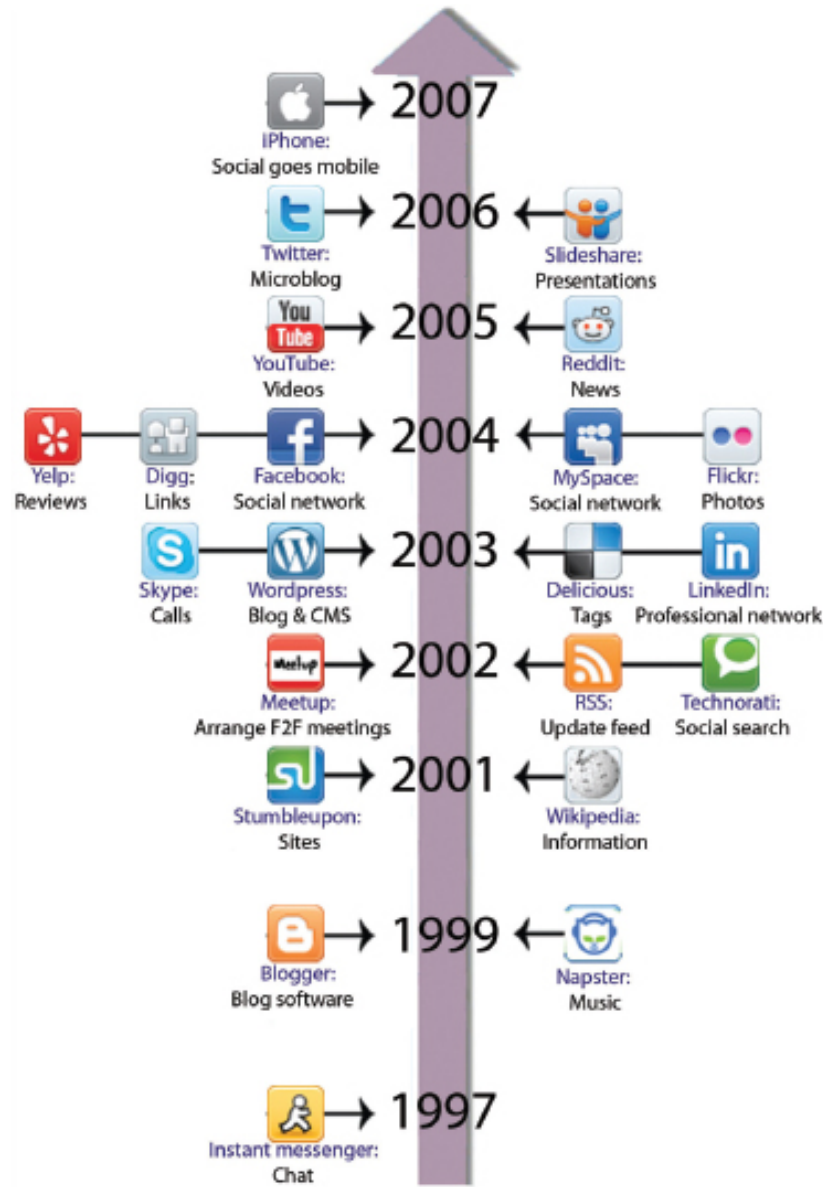 2007
iPhone:
Social goes mobile
2006
Twitter:
Microblog
Slideshare:
Presentations
You
Tube
2005
YouTube:
Videos
Reddit:
News
2004
Yelp:
Reviews
Digg:
Links
f
Facebook:
Social network
MySpace:
Social network
Flickr:
Photos
S
W
2003
in
Skype:
Calls
Wordpress:
Blog & CMS
Delicious:
Tags
LinkedIn:
Professional network
Meetup
2002
Meetup:
Arrange F2F meetings
RSS:
Update feed
Technorati:
Social search
2001
Stumbleupon:
Sites
Wikipedia:
Information
1999
Blogger:
Blog software
Napster:
Music
1997
Instant messenger:
Chat